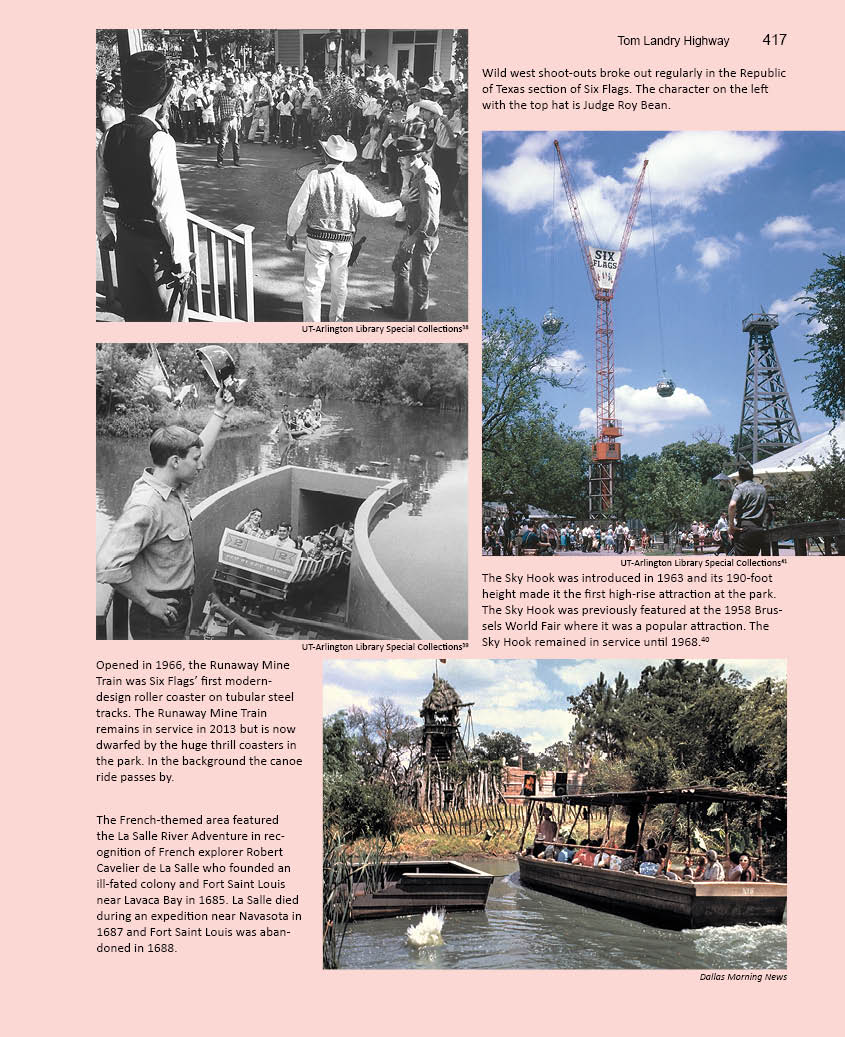 Tom Landry Highway 417
Wild west shoot-outs broke out regularly in the Republic
of Texas section of Six Flags. The character on the left
with the top hat is Judge Roy Bean.
UT-Arlington Library Special Collections³⁸
SIX
FLAGS
UT-Arlington Library Special Collections⁴¹
The Sky Hook was introduced in 1963 and its 190-foot
height made it the first high-rise attraction at the park.
The Sky Hook was previously featured at the 1958 Brus-
sels World Fair where it was a popular attraction. The
Sky Hook remained in service until 1968.⁴⁰
UT-Arlington Library Special Collections³⁹
Opened in 1966, the Runaway Mine
Train was Six Flags' first modern-
design roller coaster on tubular steel
tracks. The Runaway Mine Train
remains in service in 2013 but is now
dwarfed by the huge thrill coasters in
the park. In the background the canoe
ride passes by.
The French-themed area featured
the La Salle River Adventure in rec-
ognition of French explorer Robert
Cavelier de La Salle who founded an
ill-fated colony and Fort Saint Louis
near Lavaca Bay in 1685. La Salle died
during an expedition near Navasota in
1687 and Fort Saint Louis was aban-
doned in 1688.
Dallas Morning News